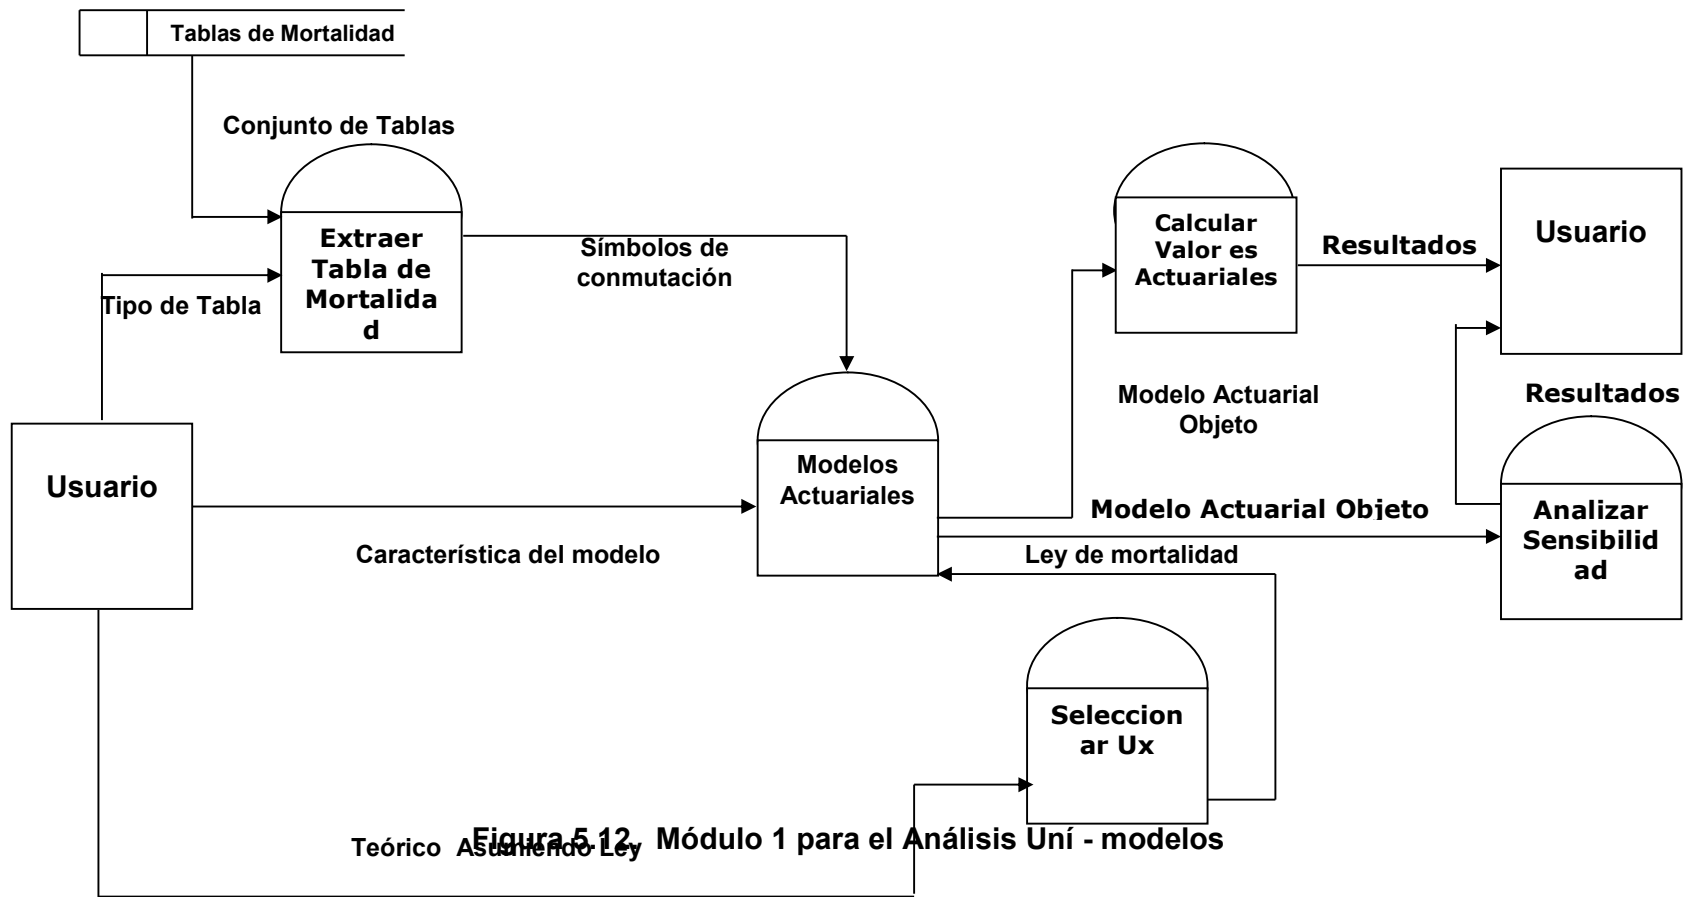 Tablas de Mortalidad
Conjunto de Tablas
Extraer
Tabla de
Mortalida
d
Símbolos de
conmutación
Tipo de Tabla
Calcular
Valor es
Actuariales
Resultados
Usuario
Modelo Actuarial
Objeto
Resultados
Usuario
Modelos
Actuariales
Modelo Actuarial Objeto
Analizar
Sensibilid
ad
Característica del modelo
Ley de mortalidad
Seleccion
ar Ux
Teórico Asumiendo Ley
Figura 5.12. Módulo 1 para el Análisis Uní - modelos